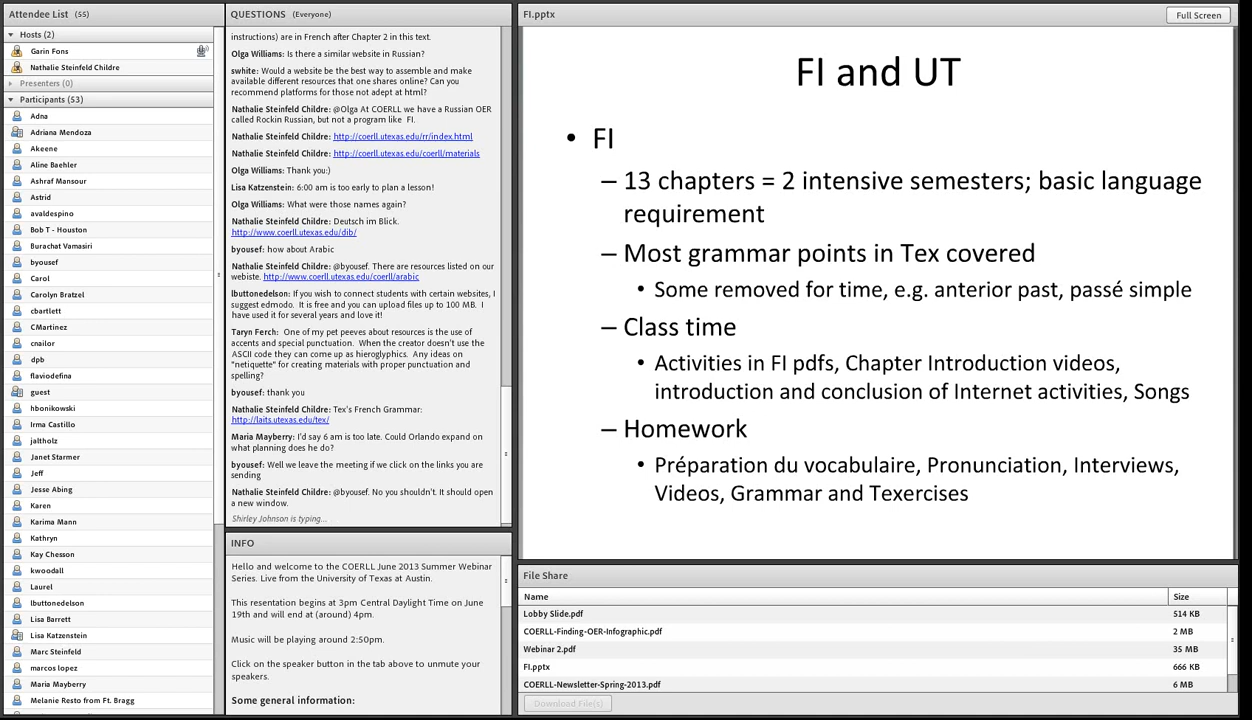 Attendee List (55)
Hosts (2)
Garin Fons
Nathalie Steinfeld Childre
Presenters (0)
Participants (53)
Adna
Adriana Mendoza
Akeene
Aline Baehler
Ashraf Mansour
Astrid
avaldespino
Bob T - Houston
Burachat Vamasiri
byousef
Carol
Carolyn Bratzel
cbartlett
CMartinez
cnailor
dpb
flaviodefina
guest
hbonikowski
Irma Castillo
jaltholz
Janet Starmer
Jeff
Jesse Abing
Karen
Karima Mann
Kathryn
Kay Chesson
kwoodall
Laurel
lbuttonedelson
Lisa Barrett
Lisa Katzenstein
Marc Steinfeld
marcos lopez
Maria Mayberry
Melanie Resto from Ft. Bragg
QUESTIONS (Everyone)
instructions) are in French after Chapter 2 in this text.
Olga Williams: Is there a similar website in Russian?
swhite: Would a website be the best way to assemble and make
available different resources that one shares online? Can you
recommend platforms for those not adept at html?
Nathalie Steinfeld Childre: @Olga At COERLL we have a Russian OER
called Rockin Russian, but not a program like FI.
Nathalie Steinfeld Childre: http://coerll.utexas.edu/rr/index.html
Nathalie Steinfeld Childre: http://coerll.utexas.edu/coerll/materials
Olga Williams: Thank you:)
Lisa Katzenstein: 6:00 am is too early to plan a lesson!
Olga Williams: What were those names again?
Nathalie Steinfeld Childre: Deutsch im Blick.
http://www.coerll.utexas.edu/dib/
byousef: how about Arabic
Nathalie Steinfeld Childre: @byousef. There are resources listed on our
webiste. http://www.coerll.utexas.edu/coerll/arabic
lbuttonedelson: If you wish to connect students with certain websites, I
suggest edmodo. It is free and you can upload files up to 100 MB. I
have used it for several years and love it!
Taryn Ferch: One of my pet peeves about resources is the use of
accents and special punctuation. When the creator doesn't use the
ASCII code they can come up as hieroglyphics. Any ideas on
"netiquette" for creating materials with proper punctuation and
spelling?
byousef: thank you
Nathalie Steinfeld Childre: Tex's French Grammar:
http://laits.utexas.edu/tex/
Maria Mayberry: I'd say 6 am is too late. Could Orlando expand on
what planning does he do?
byousef: Well we leave the meeting if we click on the links you are
sending
Nathalie Steinfeld Childre: @byousef. No you shouldn't. It should open
a new window.
Shirley Johnson is typing...
INFO
Hello and welcome to the COERLL June 2013 Summer Webinar
Series. Live from the University of Texas at Austin.
This resentation begins at 3pm Central Daylight Time on June
19th and will end at (around) 4pm.
Music will be playing around 2:50pm.
Click on the speaker button in the tab above to unmute your
speakers.
Some general information:
FI.pptx
Full Screen
FI and UT
• FI
– 13 chapters = 2 intensive semesters; basic language
requirement
– Most grammar points in Tex covered
• Some removed for time, e.g. anterior past, passé simple
– Class time
• Activities in FI pdfs, Chapter Introduction videos,
introduction and conclusion of Internet activities, Songs
– Homework
• Préparation du vocabulaire, Pronunciation, Interviews,
Videos, Grammar and Texercises
File Share
Name Size
Lobby Slide.pdf 514 KB
COERLL-Finding-OER-Infographic.pdf 2 MB
Webinar 2.pdf 35 MB
FI.pptx 666 KB
COERLL-Newsletter-Spring-2013.pdf 6 MB
Download File(s)